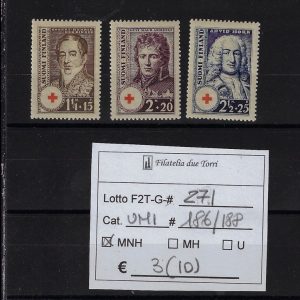 SUOMI FINLAND
1¼+15
SUOMI FINLAND
2+20
ARVID HORN
SUOMI FINLAND
2½+25
Filatelia due Torri
Lotto F2T-G-# 271
Cat. UNI # 186/188
MNH MH U
€ 3(10)